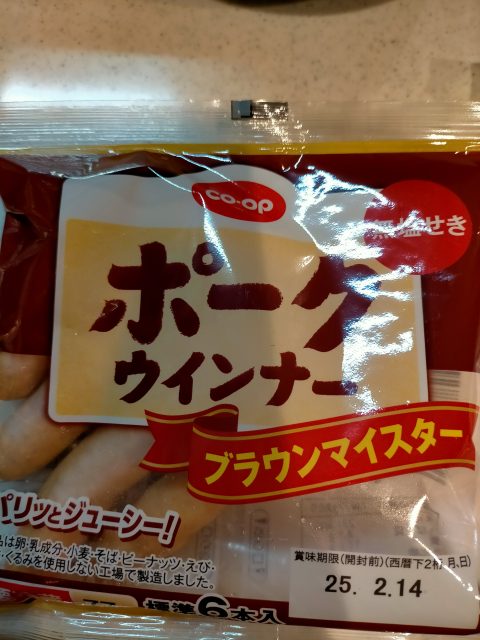 co-op
無塩せき
ポーク
ウインナー
ブラウンマイスター
パリッとジューシー!
は卵・乳成分・小麦・そば・ピーナッツ・えび・
くるみを使用しない工場で製造しました。
賞味期限(開封前)(西暦下2桁、月、日)
25. 2.14
標準6本入